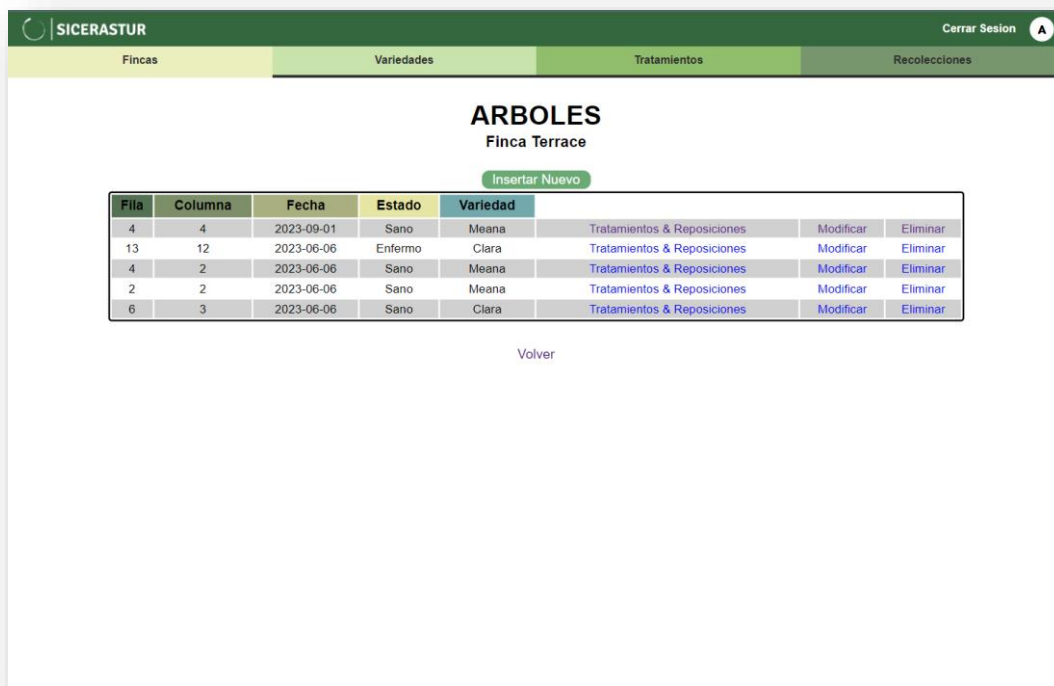 SICERASTUR Cerrar Sesion A
Fincas Variedades Tratamientos Recolecciones
ARBOLES
Finca Terrace
Insertar Nuevo
Fila Columna Fecha Estado Variedad
4 4 2023-09-01 Sano Meana Tratamientos & Reposiciones Modificar Eliminar
13 12 2023-06-06 Enfermo Clara Tratamientos & Reposiciones Modificar Eliminar
4 2 2023-06-06 Sano Meana Tratamientos & Reposiciones Modificar Eliminar
2 2 2023-06-06 Sano Meana Tratamientos & Reposiciones Modificar Eliminar
6 3 2023-06-06 Sano Clara Tratamientos & Reposiciones Modificar Eliminar
Volver